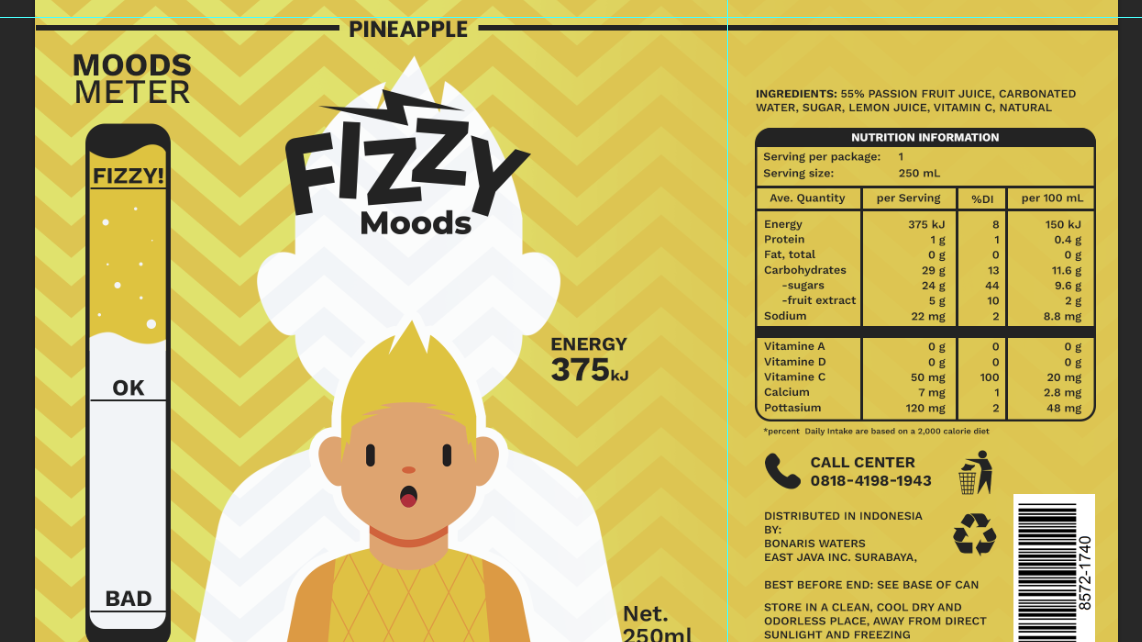 PINEAPPLE
MOODS
METER
FIZZY!
OK
BAD
FIZZY
Moods
ENERGY
375kJ
Net.
250ml
INGREDIENTS: 55% PASSION FRUIT JUICE, CARBONATED
WATER, SUGAR, LEMON JUICE, VITAMIN C, NATURAL
NUTRITION INFORMATION
Serving per package: 1
Serving size: 250 mL
Ave. Quantity per Serving %DI per 100 mL
Energy 375 kJ 8 150 kJ
Protein 1 g 1 0.4 g
Fat, total 0 g 0 0 g
Carbohydrates 29 g 13 11.6 g
-sugars 24 g 44 9.6 g
-fruit extract 5 g 10 2 g
Sodium 22 mg 2 8.8 mg
Vitamine A 0 g 0 0 g
Vitamine D 0 g 0 0 g
Vitamine C 50 mg 100 20 mg
Calcium 7 mg 1 2.8 mg
Pottasium 120 mg 2 48 mg
*percent Daily Intake are based on a 2,000 calorie diet
CALL CENTER
0818-4198-1943
DISTRIBUTED IN INDONESIA
BY:
BONARIS WATERS
EAST JAVA INC. SURABAYA,
BEST BEFORE END: SEE BASE OF CAN
STORE IN A CLEAN, COOL DRY AND
ODORLESS PLACE, AWAY FROM DIRECT
SUNLIGHT AND FREEZING
8572-1740